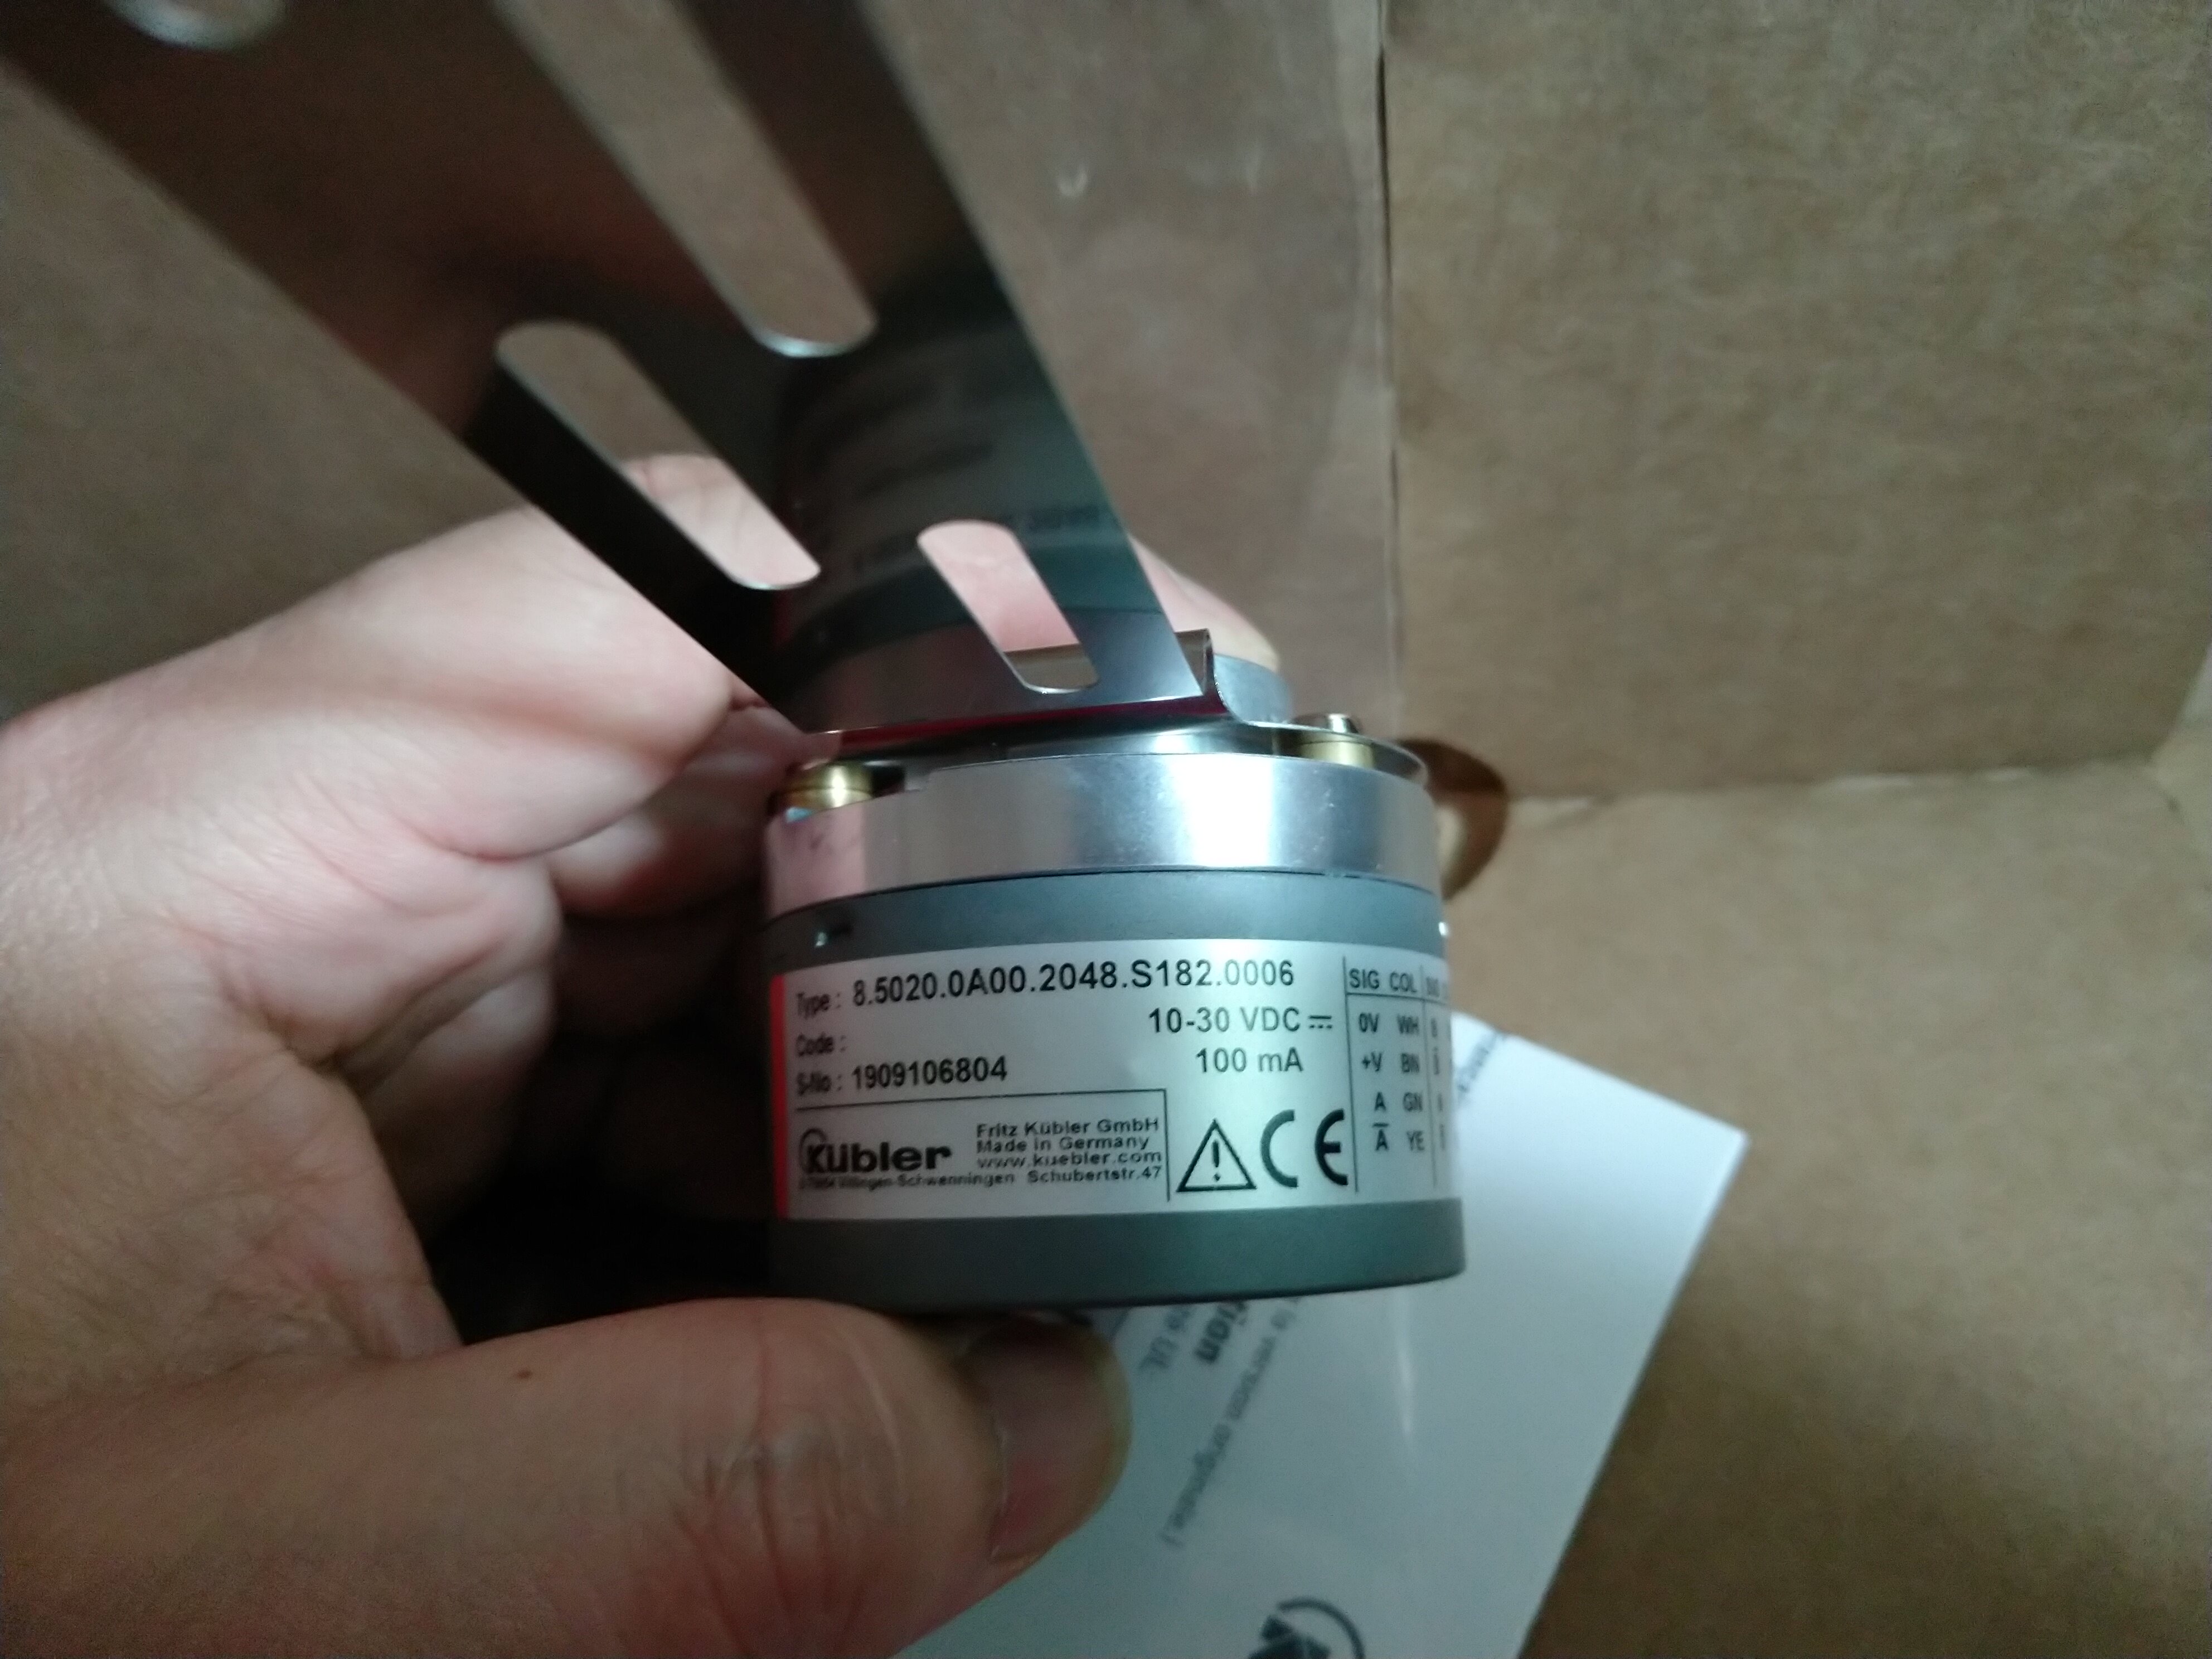 Type : 8.5020.0A00.2048.S182.0006
10-30 VDC ⎓
Code :
100 mA
S-No : 1909106804
Kübler
Fritz Kübler GmbH
Made in Germany
www.kuebler.com
Villingen-Schwenningen Schubertstr.47
CE
SIG COL
0V WH
+V BN
A GN
A̅ YE